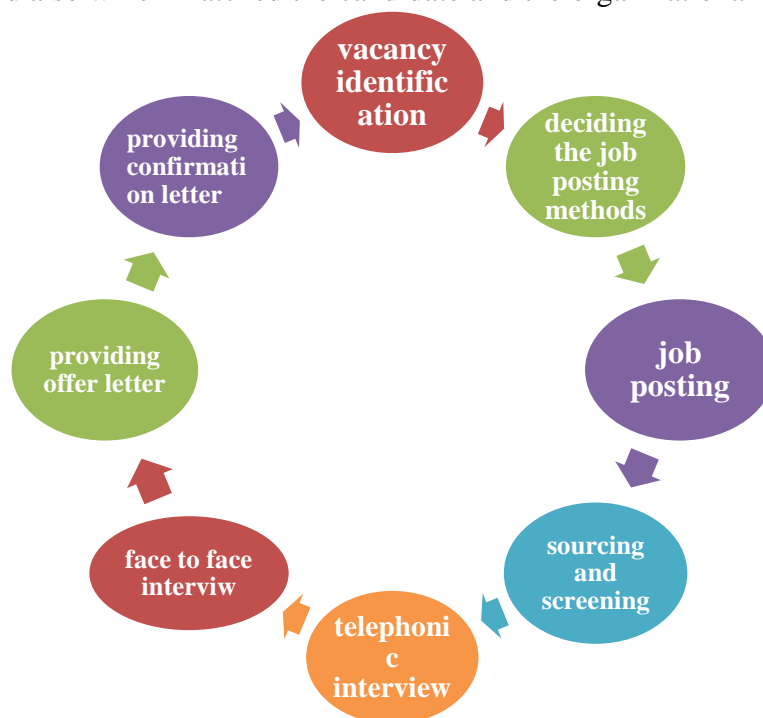 vacancy
identific
ation
deciding
the job
posting
methods
job
posting
sourcing
and
screening
telephoni
c
interview
face to face
interviw
providing
offer letter
providing
confirmati
on letter